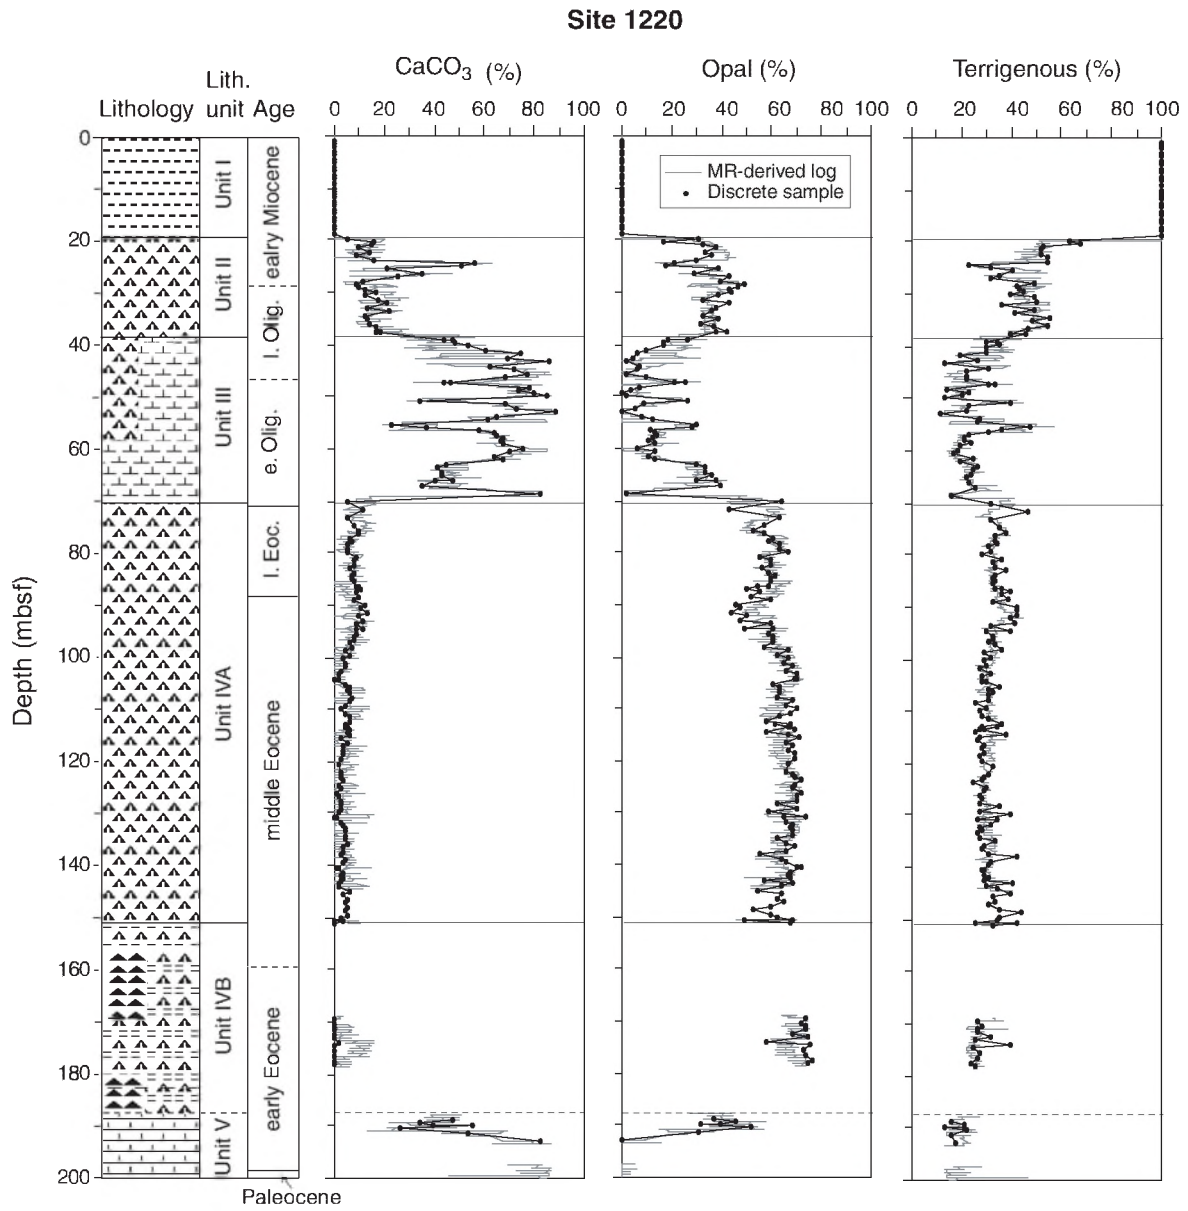 Site 1220
CaCO3 (%)
Opal (%)
Terrigenous (%)
Lithology
Lith. unit
Age
0 20 40 60 80 100
0 20 40 60 80 100
0 20 40 60 80 100
MR-derived log
Discrete sample
Depth (mbsf)
0
20
40
60
80
100
120
140
160
180
200
Unit I
Unit II
Unit III
Unit IVA
Unit IVB
Unit V
ealry Miocene
l. Olig.
e. Olig.
l. Eoc.
middle Eocene
early Eocene
Paleocene